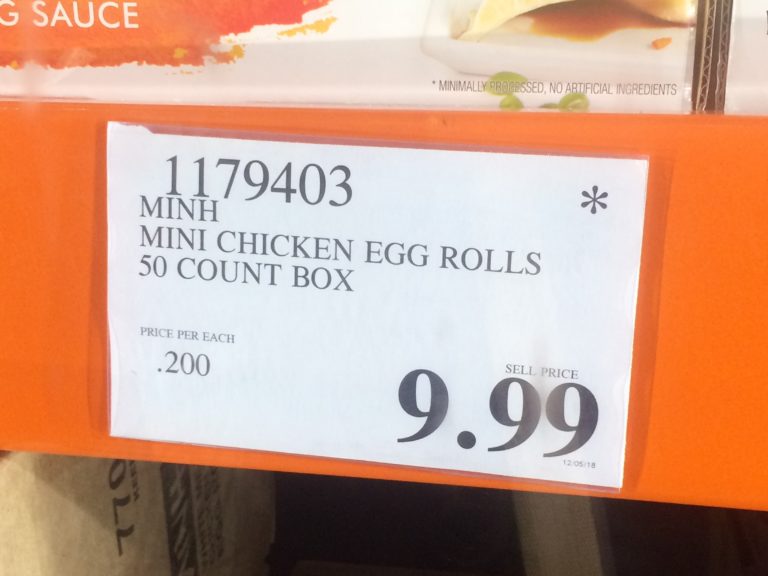 G SAUCE
* MINIMALLY PROCESSED, NO ARTIFICIAL INGREDIENTS
1179403 *
MINH
MINI CHICKEN EGG ROLLS
50 COUNT BOX
PRICE PER EACH
.200
SELL PRICE
9.99
12/05/18
OLL